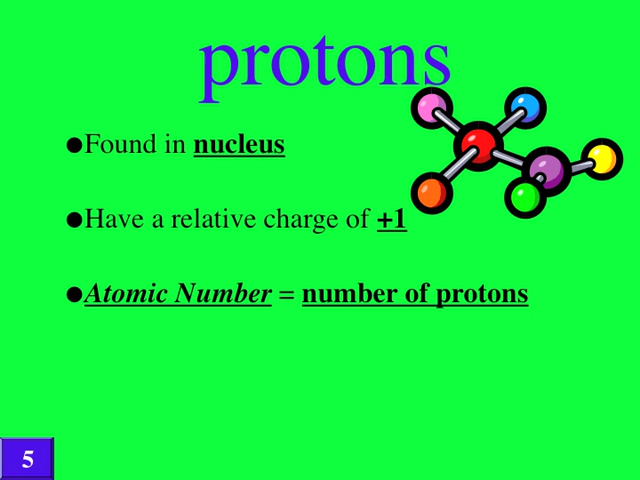 protons
●Found in nucleus
●Have a relative charge of +1
●Atomic Number = number of protons
5